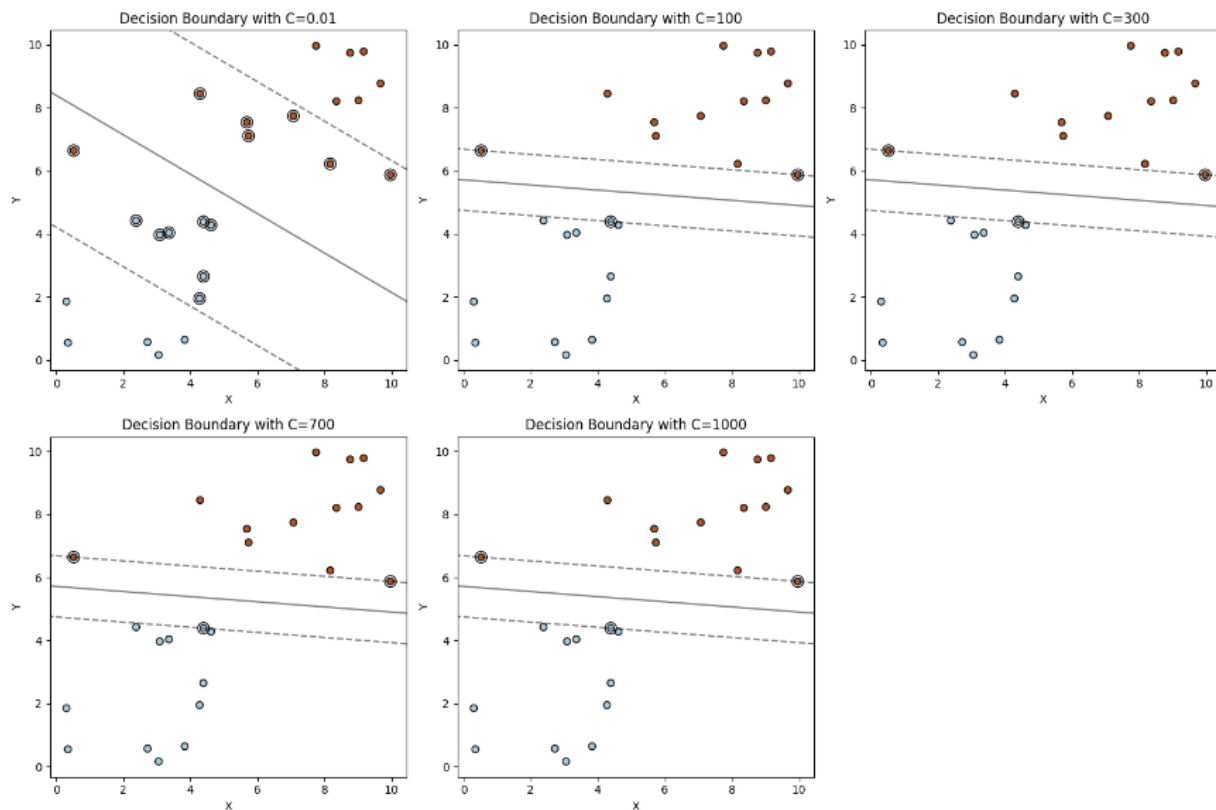 Decision Boundary with C=0.01
Y
10
8
6
4
2
0
0 2 4 6 8 10
X
Decision Boundary with C=100
Y
10
8
6
4
2
0
0 2 4 6 8 10
X
Decision Boundary with C=300
Y
10
8
6
4
2
0
0 2 4 6 8 10
X
Decision Boundary with C=700
Y
10
8
6
4
2
0
0 2 4 6 8 10
X
Decision Boundary with C=1000
Y
10
8
6
4
2
0
0 2 4 6 8 10
X